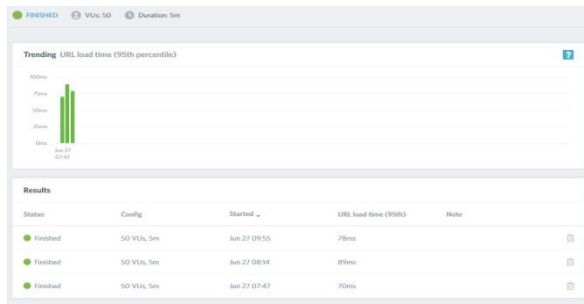 FINISHED VUs: 50 Duration: 5m
Trending URL load time (95th percentile) ?
100ms
75ms
50ms
25ms
0ms
Jun 27
07:47
Results
Status Config Started URL load time (95th) Note
Finished 50 VUs, 5m Jun 27 09:55 78ms
Finished 50 VUs, 5m Jun 27 08:14 89ms
Finished 50 VUs, 5m Jun 27 07:47 70ms